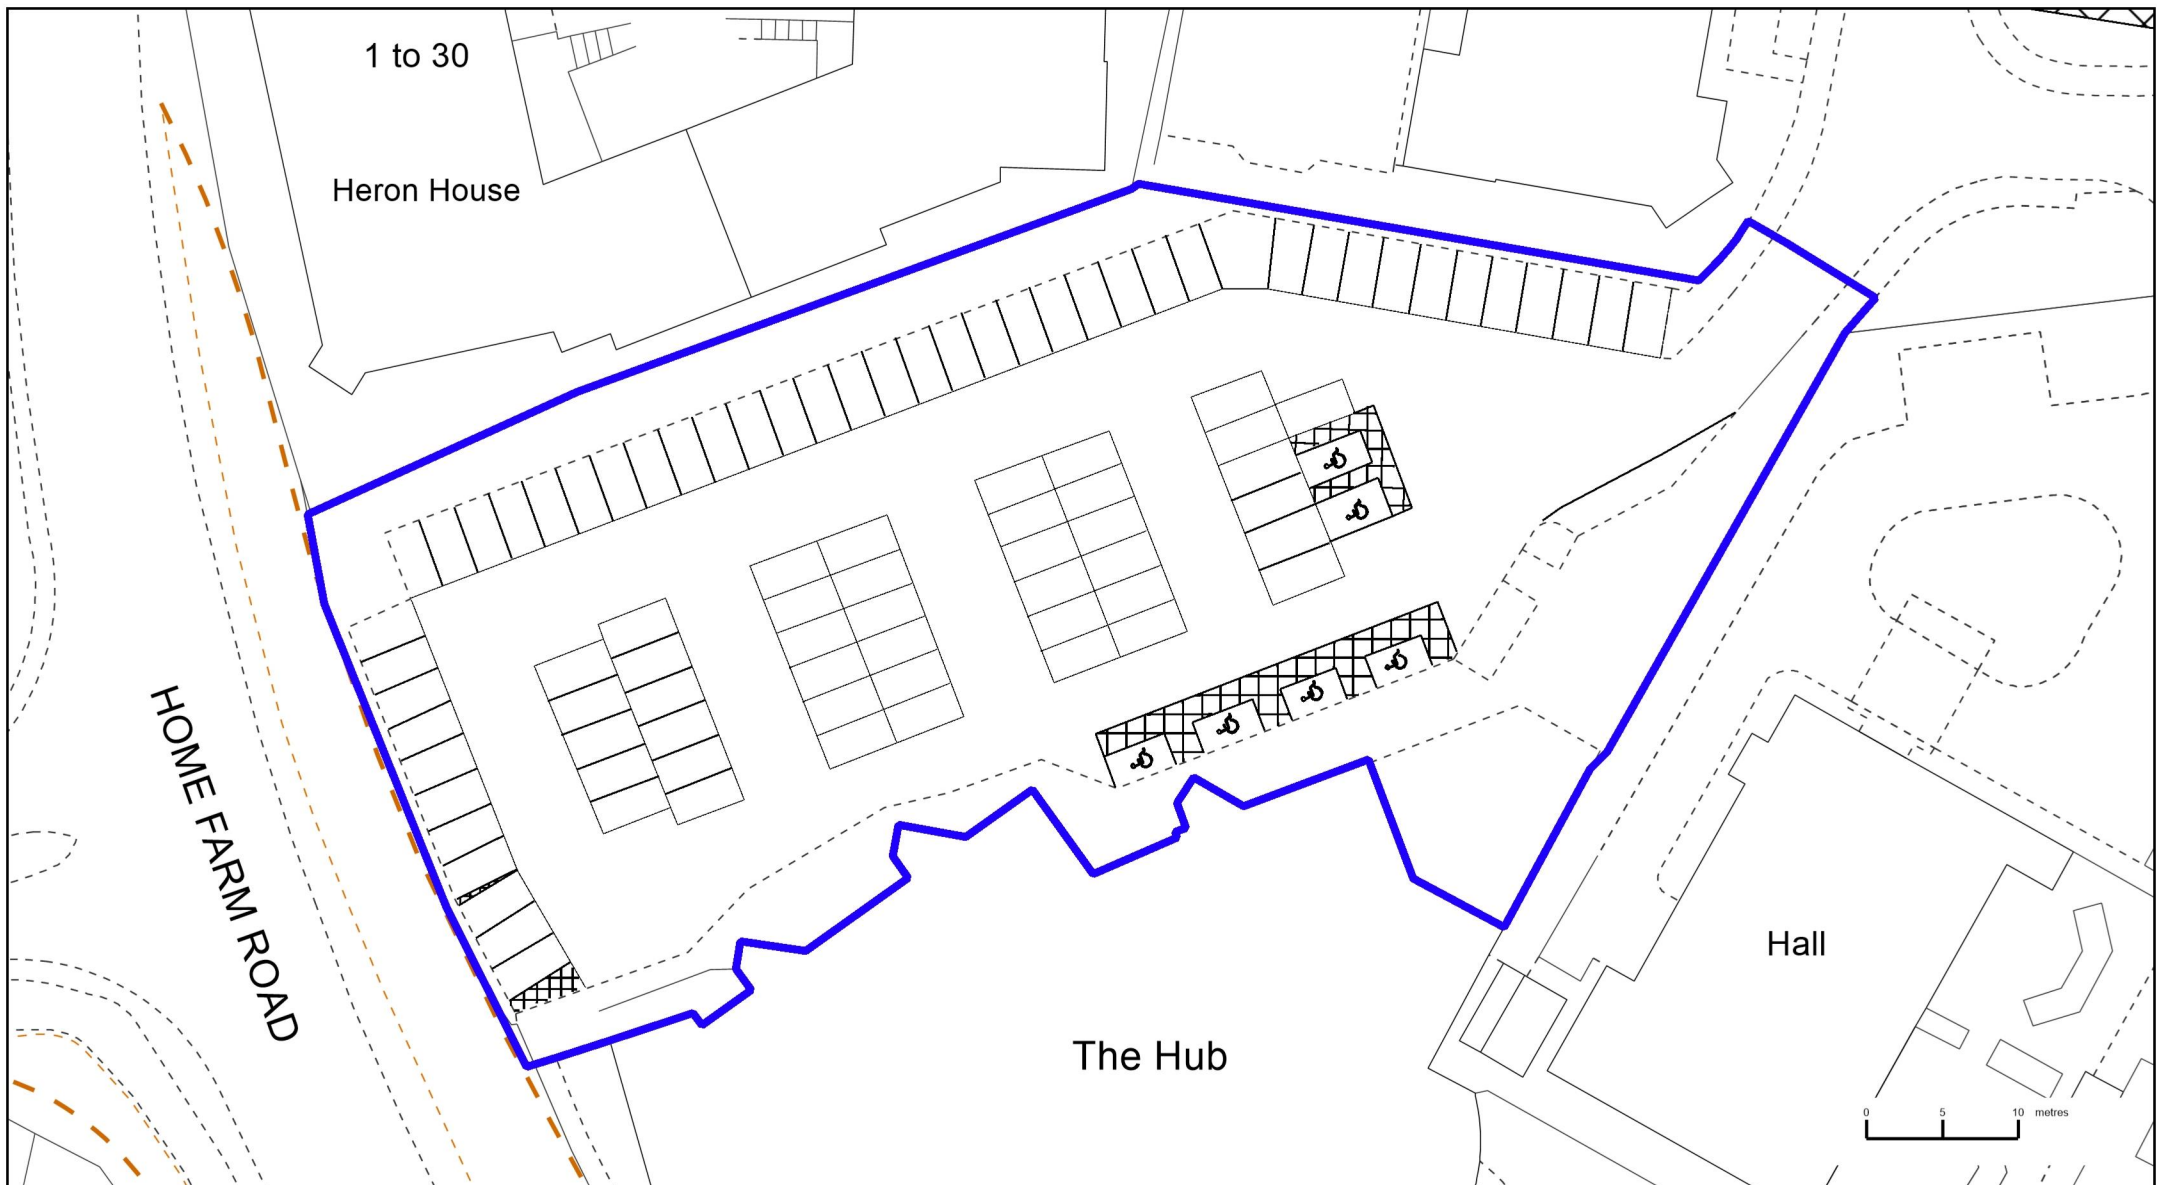 1 to 30
Heron House
HOME FARM ROAD
Hall
The Hub
0 5 10 metres